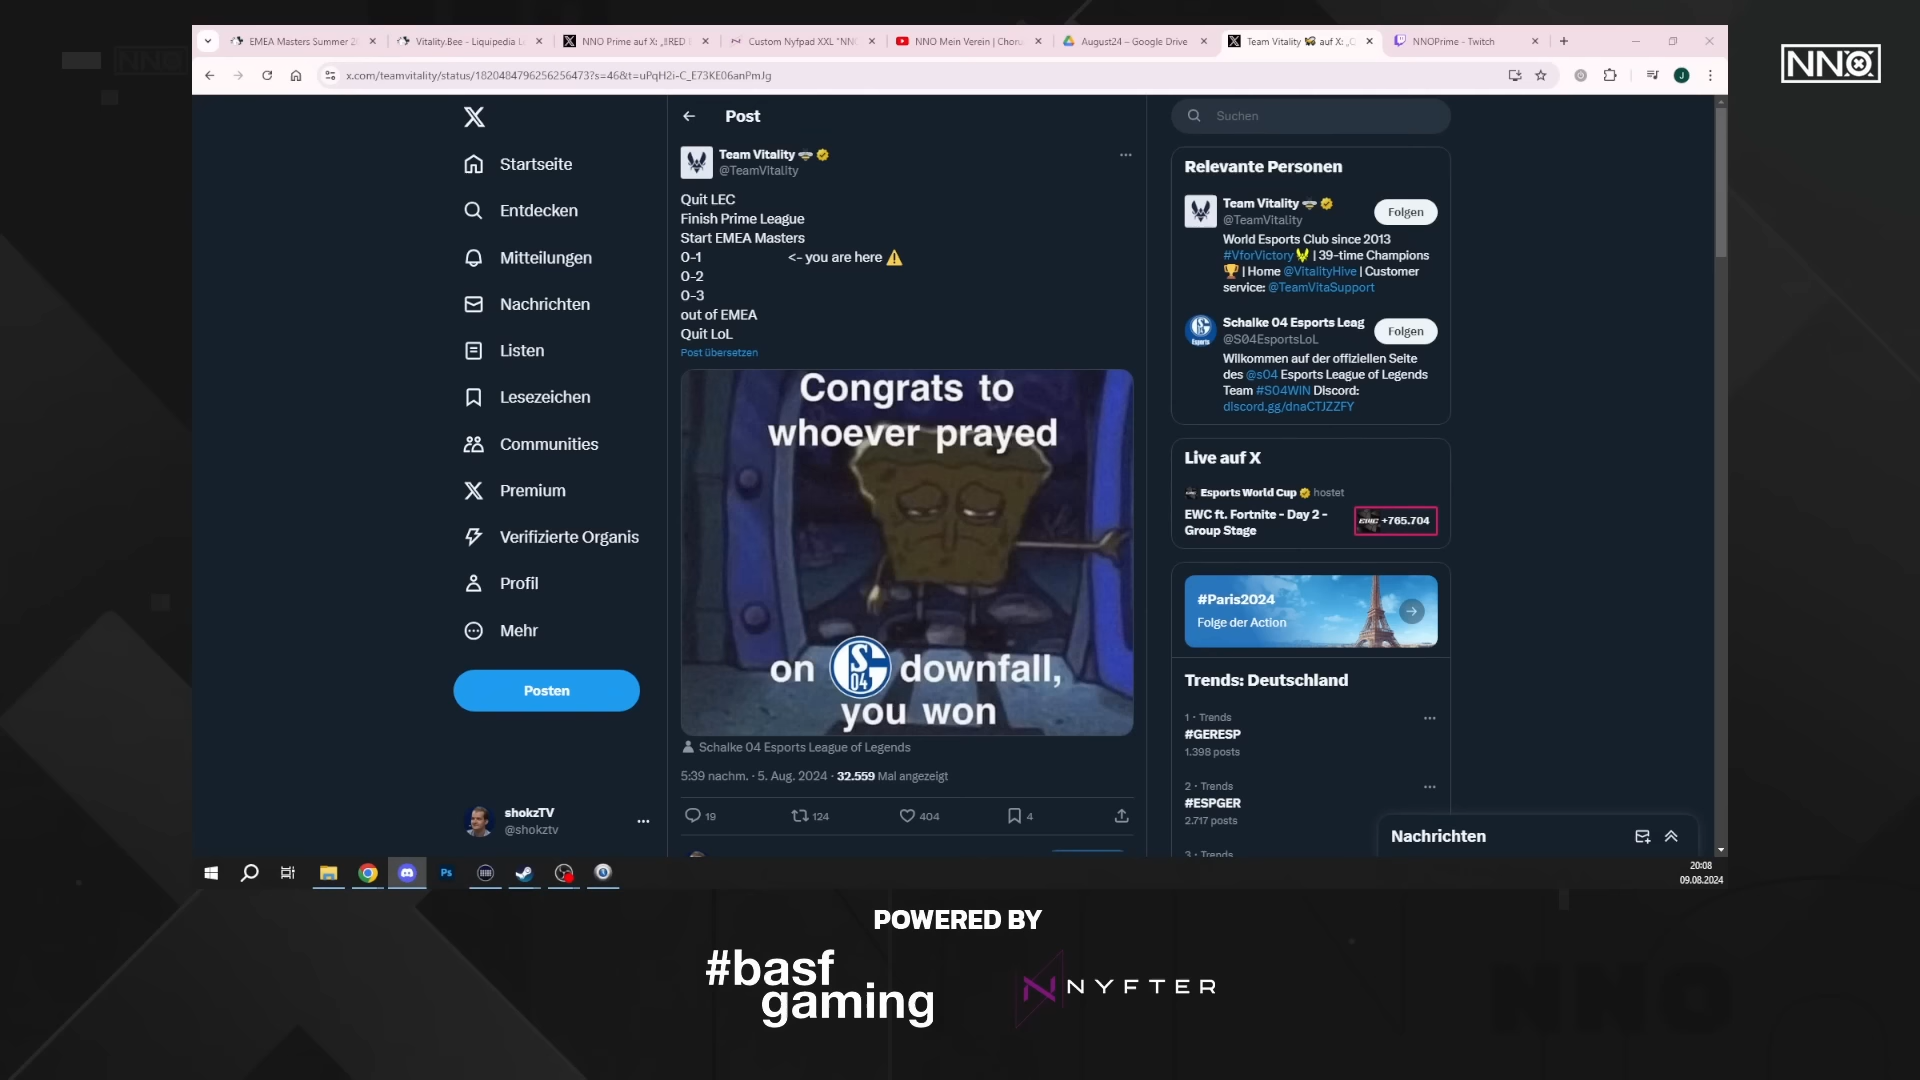 EMEA Masters Summer 2
Vitality.Bee - Liquipedia L
NNO Prime auf X: „‼RED
Custom Nyfpad XXL "NN
NNO Mein Verein | Choru
August24 – Google Drive
Team Vitality auf X: „C
NNOPrime - Twitch
x.com/teamvitality/status/1820484796256256473?s=46&t=uPqH2i-C_E73KE06anPmJg
J
NNO
X
Startseite
Entdecken
Mitteilungen
Nachrichten
Listen
Lesezeichen
Communities
Premium
Verifizierte Organis
Profil
Mehr
Posten
shokzTV
@shokztv
Post
Team Vitality
@TeamVitality
Quit LEC
Finish Prime League
Start EMEA Masters
0-1 <- you are here ⚠️
0-2
0-3
out of EMEA
Quit LoL
Post übersetzen
Congrats to
whoever prayed
on S04 downfall,
you won
Schalke 04 Esports League of Legends
5:39 nachm. · 5. Aug. 2024 · 32.559 Mal angezeigt
19 124 404 4
Suchen
Relevante Personen
Team Vitality
@TeamVitality
Folgen
World Esports Club since 2013
#VforVictory | 39-time Champions
🏆 | Home @VitalityHive | Customer
service: @TeamVitaSupport
Schalke 04 Esports Leag
@S04EsportsLoL
Folgen
Wilkommen auf der offiziellen Seite
des @s04 Esports League of Legends
Team #S04WIN Discord:
discord.gg/dnaCTJZZFY
Live auf X
Esports World Cup hostet
EWC ft. Fortnite - Day 2 -
Group Stage
EWC +765.704
#Paris2024
Folge der Action
Trends: Deutschland
1 · Trends
#GERESP
1.398 posts
2 · Trends
#ESPGER
2.717 posts
3 · Trends
Nachrichten
Ps
20:08
09.08.2024
POWERED BY
#basf
gaming
NYFTER